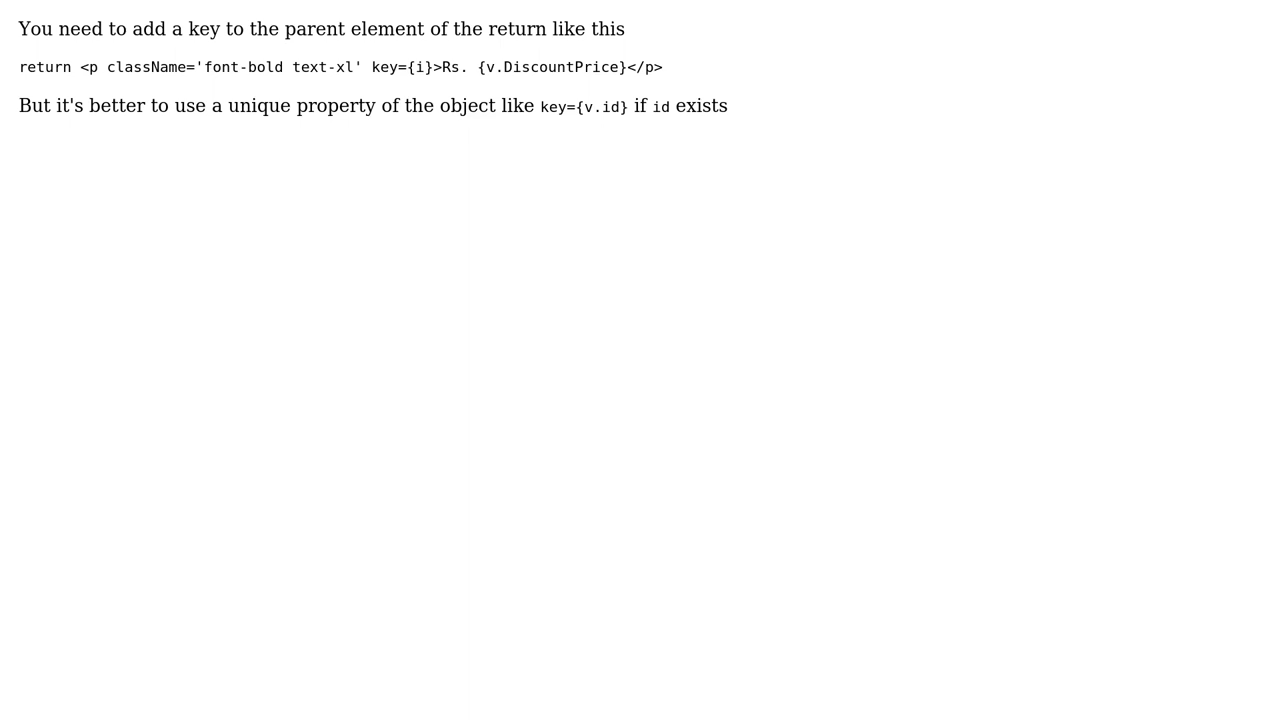 You need to add a key to the parent element of the return like this
return <p className='font-bold text-xl' key={i}>Rs. {v.DiscountPrice}</p>
But it's better to use a unique property of the object like key={v.id} if id exists